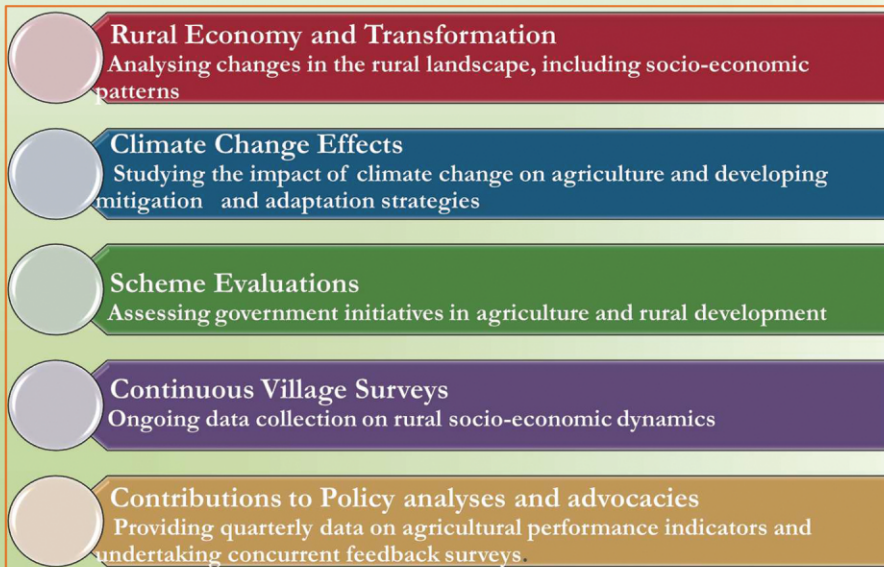 Rural Economy and Transformation
Analysing changes in the rural landscape, including socio-economic
patterns
Climate Change Effects
Studying the impact of climate change on agriculture and developing
mitigation and adaptation strategies
Scheme Evaluations
Assessing government initiatives in agriculture and rural development
Continuous Village Surveys
Ongoing data collection on rural socio-economic dynamics
Contributions to Policy analyses and advocacies
Providing quarterly data on agricultural performance indicators and
undertaking concurrent feedback surveys.